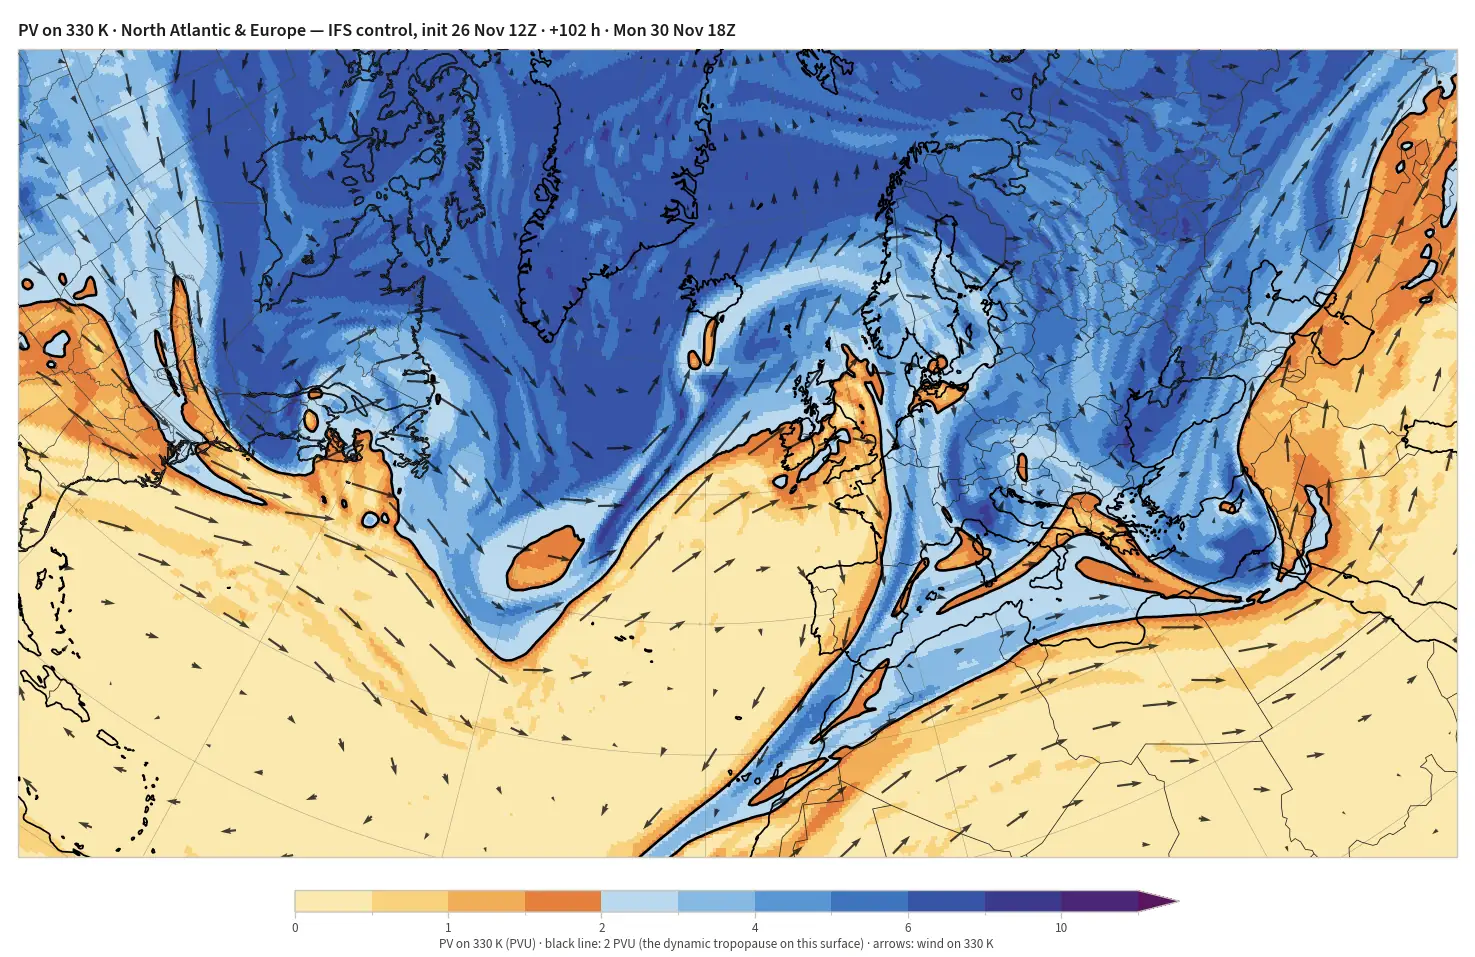 PV on 330 K · North Atlantic & Europe — IFS control, init 26 Nov 12Z · +102 h · Mon 30 Nov 18Z
0 1 2 4 6 10
PV on 330 K (PVU) · black line: 2 PVU (the dynamic tropopause on this surface) · arrows: wind on 330 K